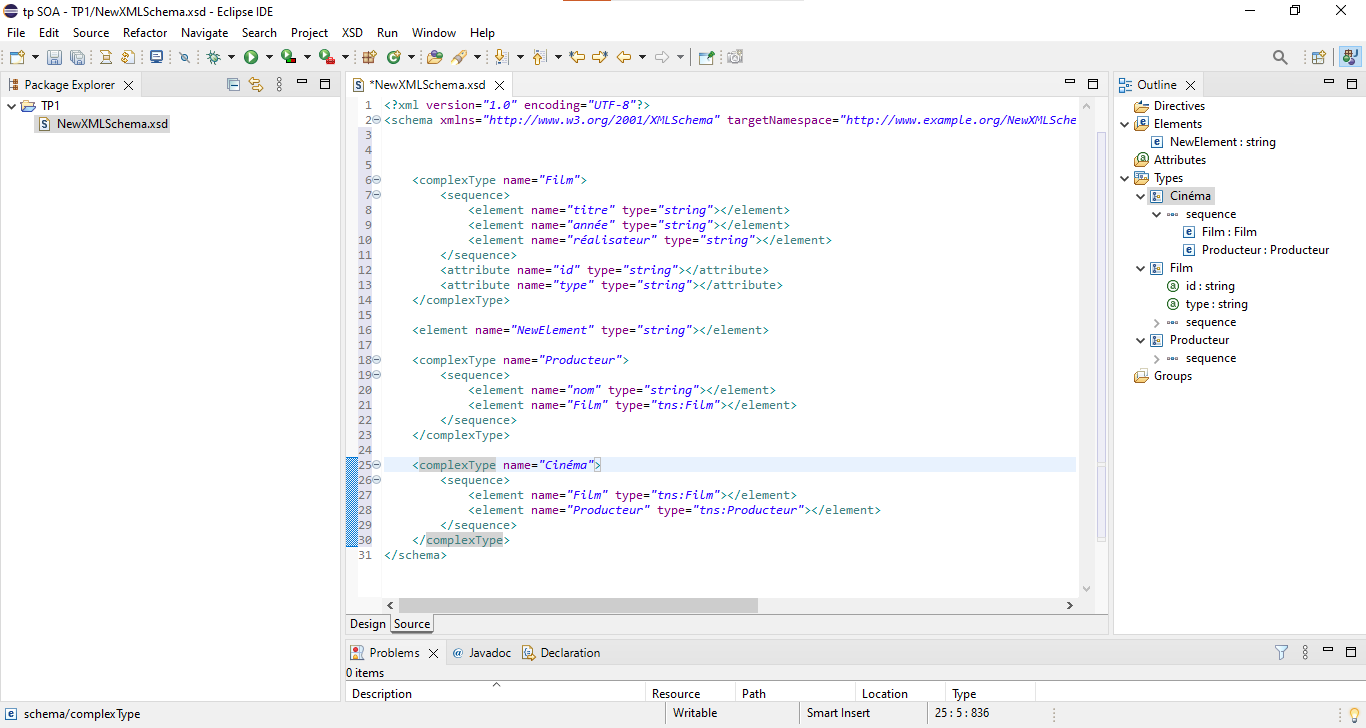 tp SOA - TP1/NewXMLSchema.xsd - Eclipse IDE
File Edit Source Refactor Navigate Search Project XSD Run Window Help
Package Explorer
TP1
NewXMLSchema.xsd
*NewXMLSchema.xsd
1 <?xml version="1.0" encoding="UTF-8"?>
2 <schema xmlns="http://www.w3.org/2001/XMLSchema" targetNamespace="http://www.example.org/NewXMLSche
3
4
5
6 <complexType name="Film">
7 <sequence>
8 <element name="titre" type="string"></element>
9 <element name="année" type="string"></element>
10 <element name="réalisateur" type="string"></element>
11 </sequence>
12 <attribute name="id" type="string"></attribute>
13 <attribute name="type" type="string"></attribute>
14 </complexType>
15
16 <element name="NewElement" type="string"></element>
17
18 <complexType name="Producteur">
19 <sequence>
20 <element name="nom" type="string"></element>
21 <element name="Film" type="tns:Film"></element>
22 </sequence>
23 </complexType>
24
25 <complexType name="Cinéma">
26 <sequence>
27 <element name="Film" type="tns:Film"></element>
28 <element name="Producteur" type="tns:Producteur"></element>
29 </sequence>
30 </complexType>
31 </schema>
Design Source
Outline
Directives
Elements
NewElement : string
Attributes
Types
Cinéma
sequence
Film : Film
Producteur : Producteur
Film
id : string
type : string
sequence
Producteur
sequence
Groups
Problems Javadoc Declaration
0 items
Description Resource Path Location Type
schema/complexType Writable Smart Insert 25 : 5 : 836